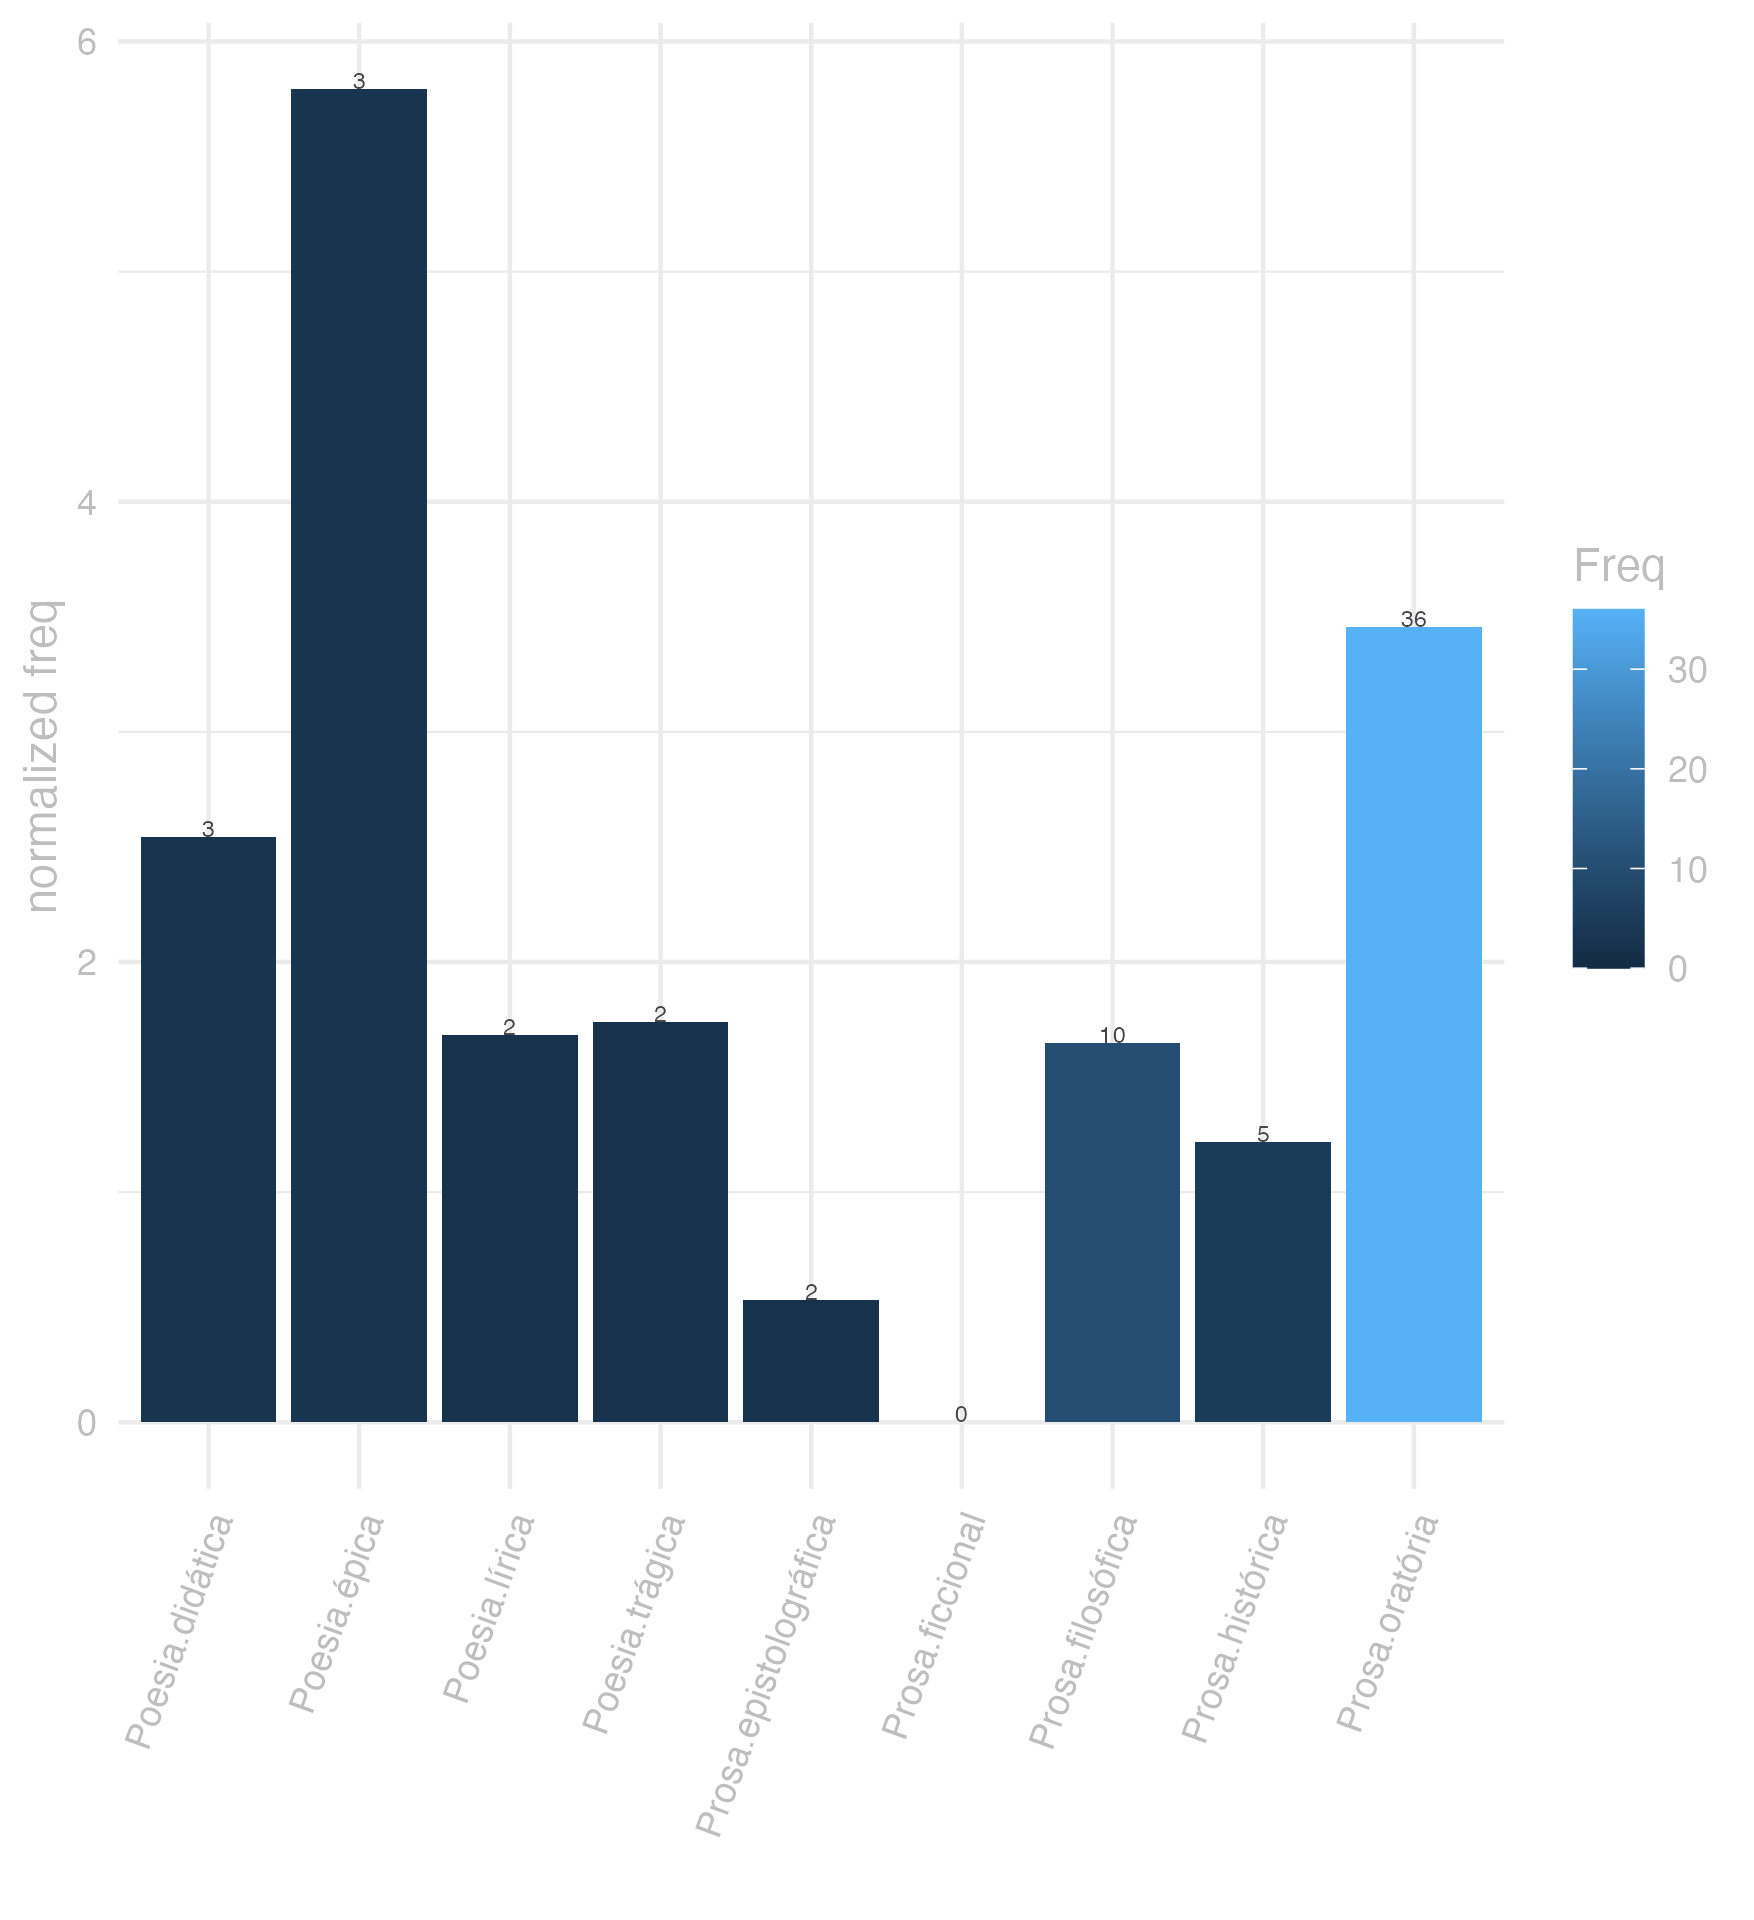 normalized freq
6
4
2
0
3
3
2
2
2
0
10
5
36
Poesia.didática
Poesia.épica
Poesia.lírica
Poesia.trágica
Prosa.epistolográfica
Prosa.ficcional
Prosa.filosófica
Prosa.histórica
Prosa.oratória
Freq
30
20
10
0